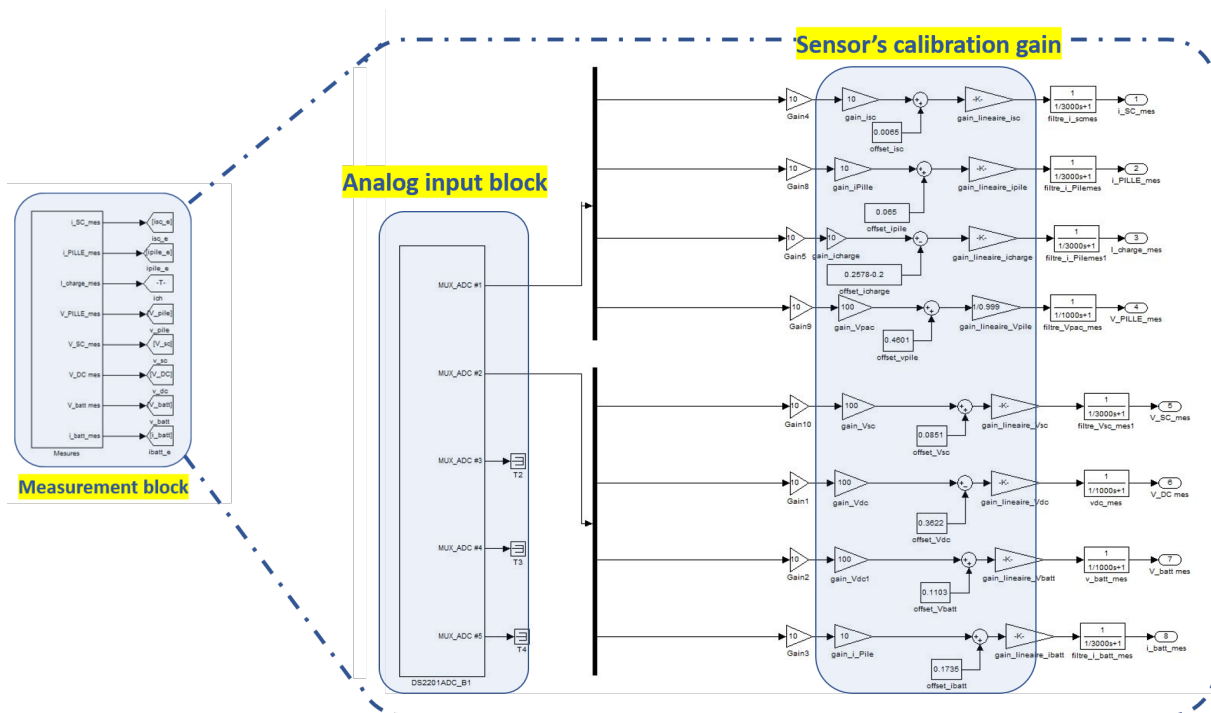 Sensor's calibration gain
Analog input block
Measurement block
i_SC_mes
[isc_e]
isc_e
i_PILLE_mes
[ipile_e]
ipile_e
I_charge_mes
-T-
ich
V_PILLE_mes
[V_pile]
v_pile
V_SC_mes
[V_sc]
v_sc
V_DC mes
[V_DC]
v_dc
V_batt mes
[V_batt]
v_batt
i_batt_mes
[i_batt]
ibatt_e
Mesures
MUX_ADC #1
MUX_ADC #2
MUX_ADC #3
T2
MUX_ADC #4
T3
MUX_ADC #5
T4
DS2201ADC_B1
10
Gain4
10
gain_isc
0.0065
offset_isc
-K-
gain_lineaire_isc
1
1/3000s+1
filtre_i_scmes
1
i_SC_mes
10
Gain8
10
gain_iPille
0.065
offset_ipile
-K-
gain_lineaire_ipile
1
1/3000s+1
filtre_i_Pilemes
2
i_PILLE_mes
10
Gain5
10
gain_icharge
0.2578-0.2
offset_icharge
-K-
gain_lineaire_icharge
1
1/3000s+1
filtre_i_Pilemes1
3
I_charge_mes
10
Gain9
100
gain_Vpac
0.4601
offset_vpile
1/0.999
gain_lineaire_Vpile
1
1/1000s+1
filtre_Vpac_mes
4
V_PILLE_mes
10
Gain10
100
gain_Vsc
0.0851
offset_Vsc
-K-
gain_lineaire_Vsc
1
1/3000s+1
filtre_Vsc_mes1
5
V_SC_mes
10
Gain1
100
gain_Vdc
0.3622
offset_Vdc
-K-
gain_lineaire_Vdc
1
1/1000s+1
vdc_mes
6
V_DC mes
10
Gain2
100
gain_Vdc1
0.1103
offset_Vbatt
-K-
gain_lineaire_Vbatt
1
1/1000s+1
v_batt_mes
7
V_batt mes
10
Gain3
10
gain_i_Pile
0.1735
offset_ibatt
-K-
gain_lineaire_ibatt
1
1/3000s+1
filtre_i_batt_mes
8
i_batt_mes